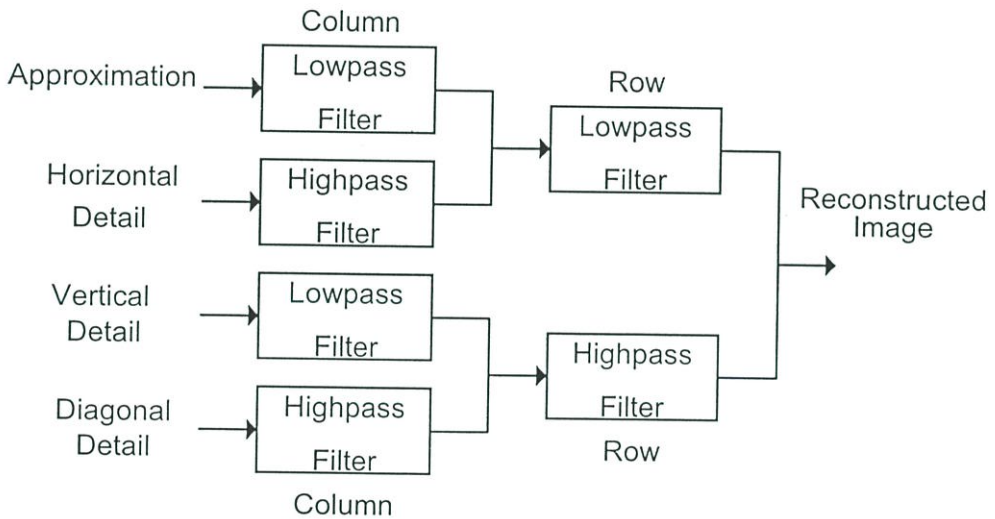 Column
Approximation
Lowpass
Filter
Row
Lowpass
Filter
Horizontal
Detail
Highpass
Filter
Reconstructed
Image
Vertical
Detail
Lowpass
Filter
Highpass
Filter
Row
Diagonal
Detail
Highpass
Filter
Column